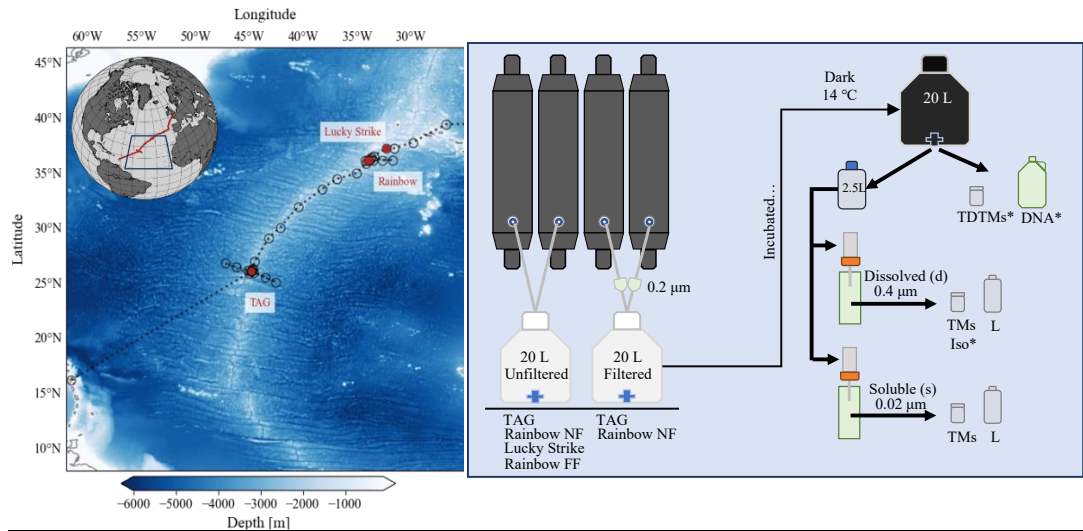 Longitude
60°W 55°W 50°W 45°W 40°W 35°W 30°W
45°N
40°N
35°N
30°N
25°N
20°N
15°N
10°N
Latitude
Lucky Strike
Rainbow
TAG
−6000 −5000 −4000 −3000 −2000 −1000
Depth [m]
0.2 μm
20 L
Unfiltered
20 L
Filtered
TAG
Rainbow NF
Lucky Strike
Rainbow FF
TAG
Rainbow NF
Incubated...
Dark
14 °C
20 L
2.5L
TDTMs*
DNA*
Dissolved (d)
0.4 μm
TMs
Iso*
L
Soluble (s)
0.02 μm
TMs
L